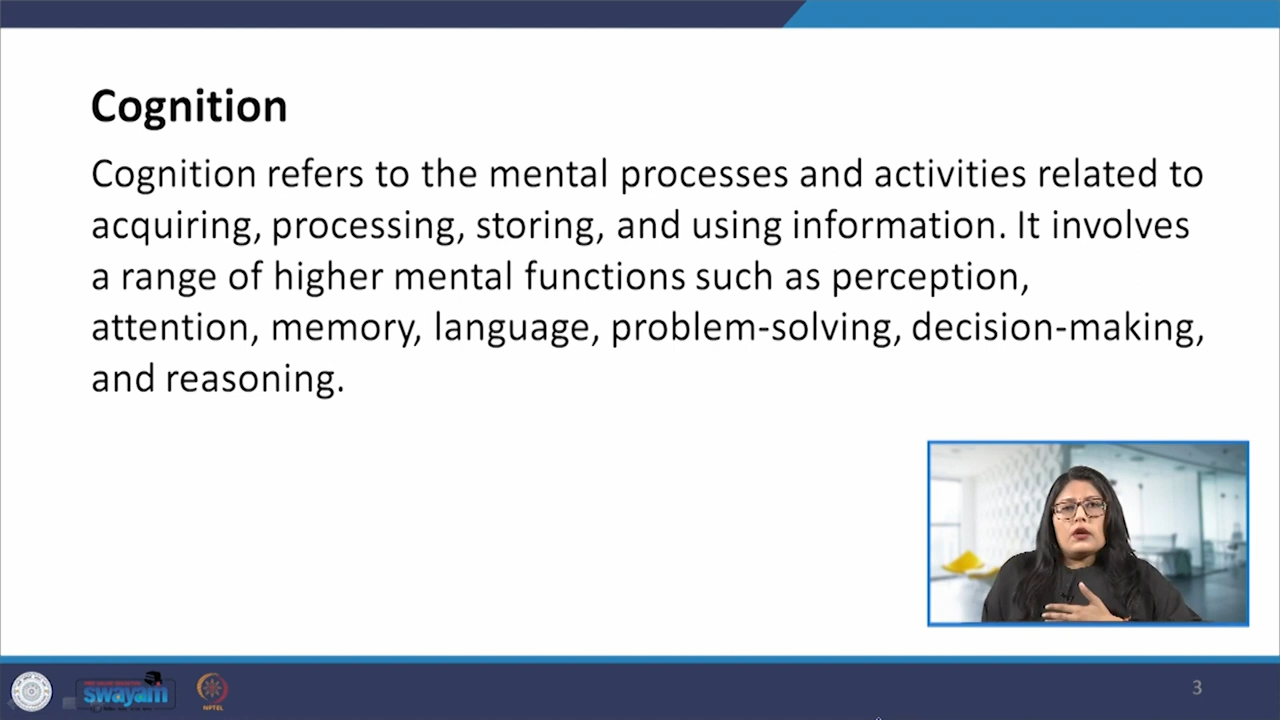 Cognition
Cognition refers to the mental processes and activities related to
acquiring, processing, storing, and using information. It involves
a range of higher mental functions such as perception,
attention, memory, language, problem-solving, decision-making,
and reasoning.
swayam
NPTEL
3